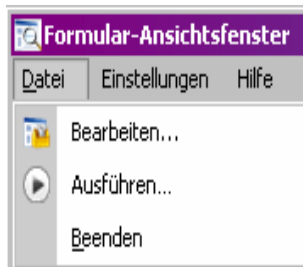 Formular-Ansichtsfenster
Datei Einstellungen Hilfe
Bearbeiten...
Ausführen...
Beenden